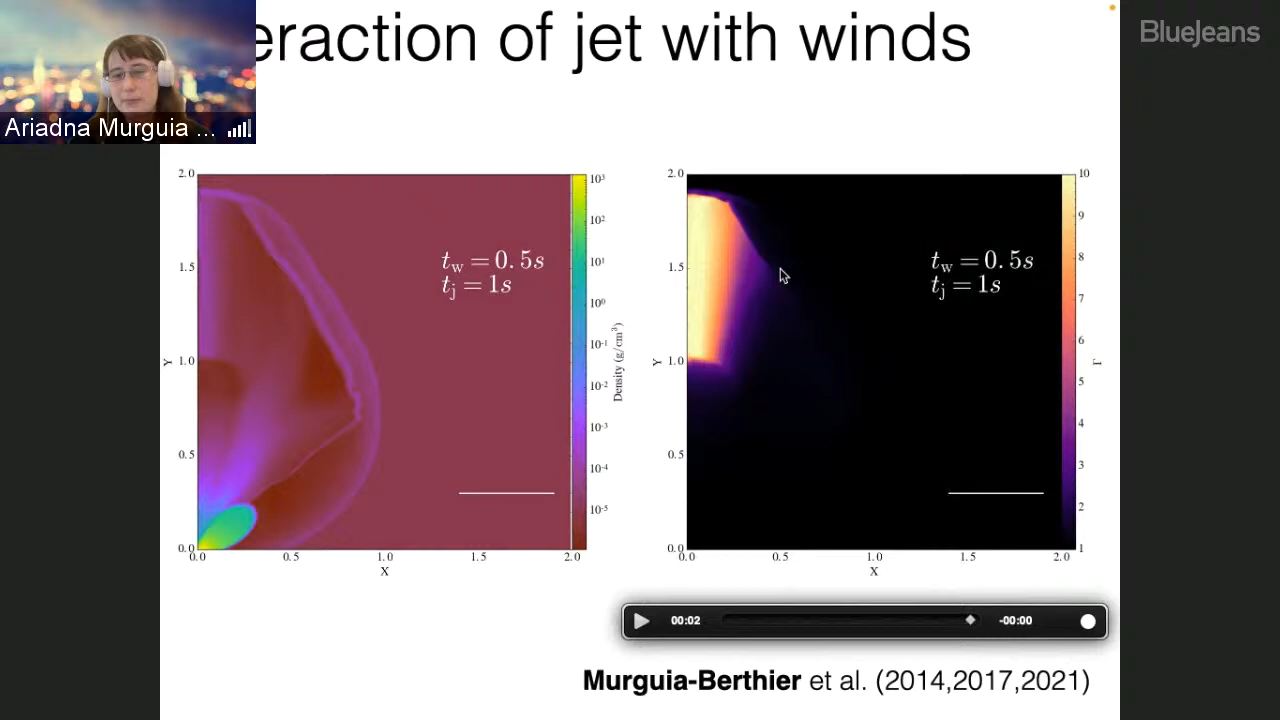 eraction of jet with winds
BlueJeans
Ariadna Murguia ...
2.0
1.5
1.0
0.5
0.0
Y
0.0 0.5 1.0 1.5 2.0
X
t_w = 0.5s
t_j = 1s
10³
10²
10¹
10⁰
10⁻¹
10⁻²
10⁻³
10⁻⁴
10⁻⁵
Density (g/cm³)
2.0
1.5
1.0
0.5
0.0
Y
0.0 0.5 1.0 1.5 2.0
X
t_w = 0.5s
t_j = 1s
10
9
8
7
6
5
4
3
2
1
Γ
00:02 -00:00
Murguia-Berthier et al. (2014,2017,2021)